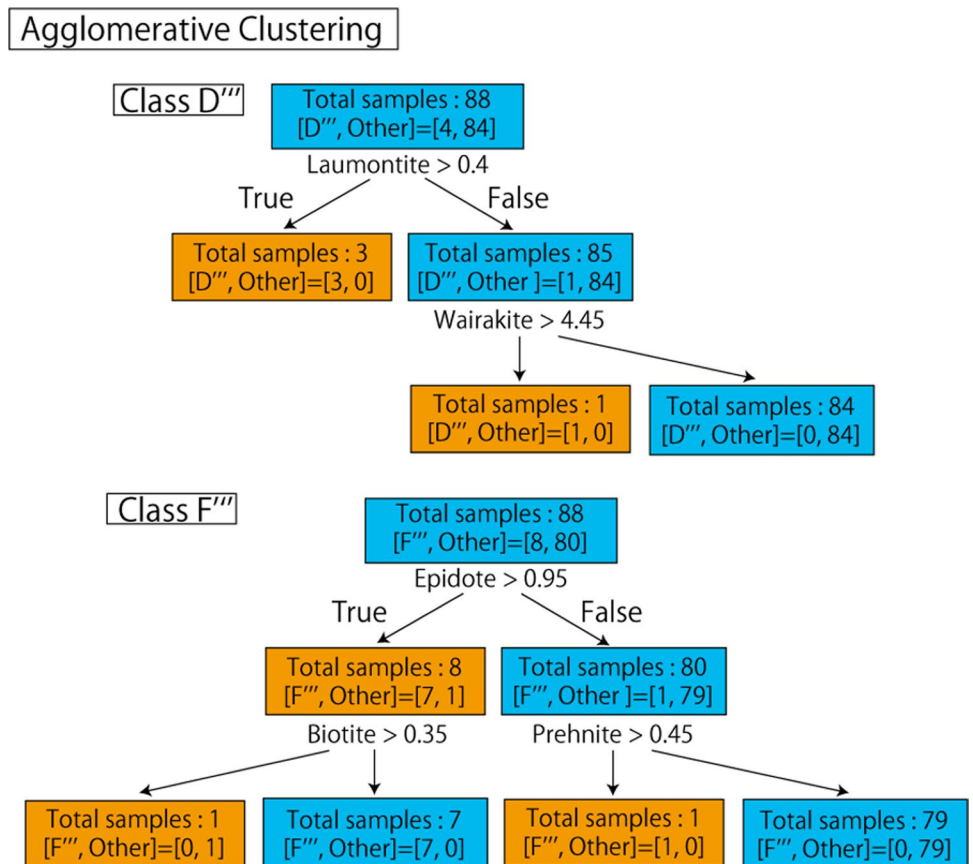 Agglomerative Clustering
Class D‴
Total samples : 88
[D‴, Other]=[4, 84]
Laumontite > 0.4
True
False
Total samples : 3
[D‴, Other]=[3, 0]
Total samples : 85
[D‴, Other ]=[1, 84]
Wairakite > 4.45
Total samples : 1
[D‴, Other]=[1, 0]
Total samples : 84
[D‴, Other]=[0, 84]
Class F‴
Total samples : 88
[F‴, Other]=[8, 80]
Epidote > 0.95
True
False
Total samples : 8
[F‴, Other]=[7, 1]
Total samples : 80
[F‴, Other ]=[1, 79]
Biotite > 0.35
Prehnite > 0.45
Total samples : 1
[F‴, Other]=[0, 1]
Total samples : 7
[F‴, Other]=[7, 0]
Total samples : 1
[F‴, Other]=[1, 0]
Total samples : 79
[F‴, Other]=[0, 79]